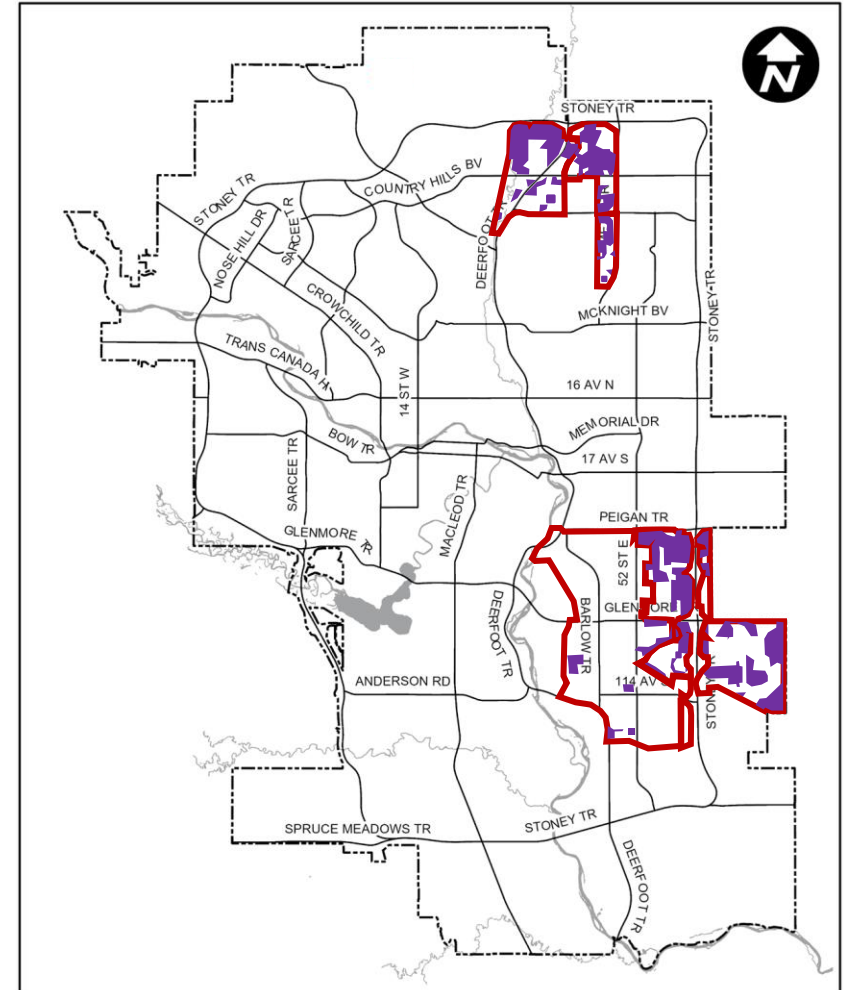 N
STONEY TR
COUNTRY HILLS BV
STONEY TR
SARCEE TR
NOSE HILL DR
DEERFOOT T
CROWCHILD TR
MCKNIGHT BV
STONEY TR
TRANS CANADA H
14 ST W
16 AV N
MEMORIAL DR
BOW TR
17 AV S
SARCEE TR
MACLEOD TR
PEIGAN TR
GLENMORE TR
52 ST E
DEERFOOT TR
BARLOW TR
GLENMOR
ANDERSON RD
114 AV S
STONEY
SPRUCE MEADOWS TR
STONEY TR
DEERFOOT TR